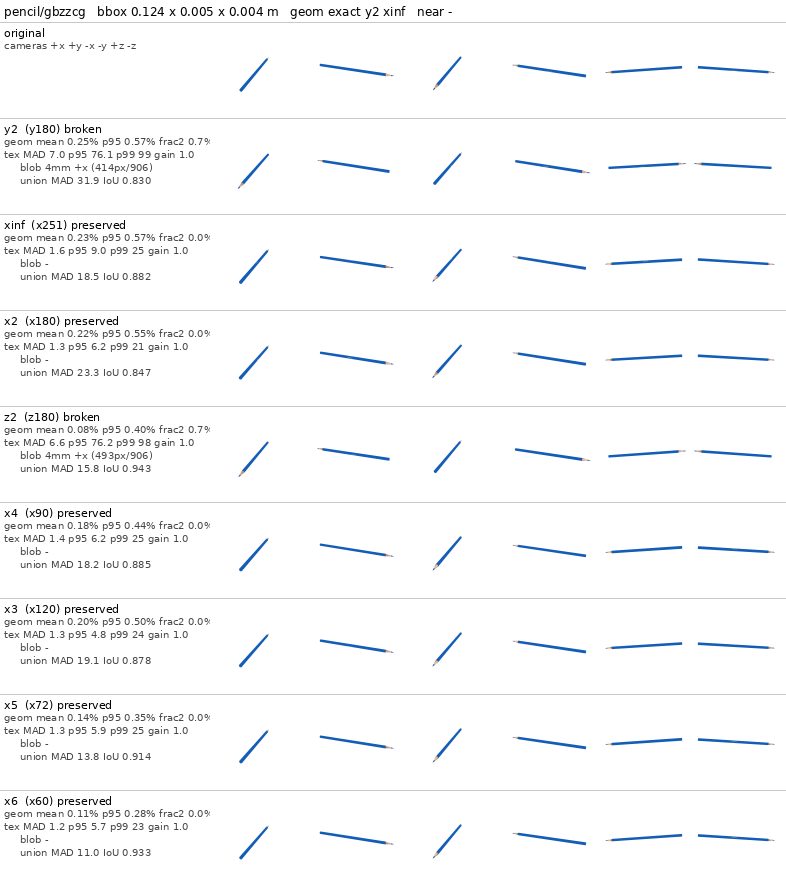 pencil/gbzzcg   bbox 0.124 x 0.005 x 0.004 m   geom exact y2 xinf   near -
original
cameras +x +y -x -y +z -z
y2  (y180) broken
geom mean 0.25% p95 0.57% frac2 0.7%
tex MAD 7.0 p95 76.1 p99 99 gain 1.0
blob 4mm +x (414px/906)
union MAD 31.9 IoU 0.830
xinf  (x251) preserved
geom mean 0.23% p95 0.57% frac2 0.0%
tex MAD 1.6 p95 9.0 p99 25 gain 1.0
blob -
union MAD 18.5 IoU 0.882
x2  (x180) preserved
geom mean 0.22% p95 0.55% frac2 0.0%
tex MAD 1.3 p95 6.2 p99 21 gain 1.0
blob -
union MAD 23.3 IoU 0.847
z2  (z180) broken
geom mean 0.08% p95 0.40% frac2 0.7%
tex MAD 6.6 p95 76.2 p99 98 gain 1.0
blob 4mm +x (493px/906)
union MAD 15.8 IoU 0.943
x4  (x90) preserved
geom mean 0.18% p95 0.44% frac2 0.0%
tex MAD 1.4 p95 6.2 p99 25 gain 1.0
blob -
union MAD 18.2 IoU 0.885
x3  (x120) preserved
geom mean 0.20% p95 0.50% frac2 0.0%
tex MAD 1.3 p95 4.8 p99 24 gain 1.0
blob -
union MAD 19.1 IoU 0.878
x5  (x72) preserved
geom mean 0.14% p95 0.35% frac2 0.0%
tex MAD 1.3 p95 5.9 p99 25 gain 1.0
blob -
union MAD 13.8 IoU 0.914
x6  (x60) preserved
geom mean 0.11% p95 0.28% frac2 0.0%
tex MAD 1.2 p95 5.7 p99 23 gain 1.0
blob -
union MAD 11.0 IoU 0.933